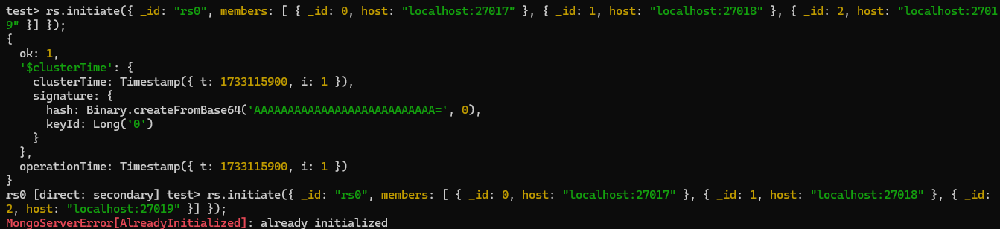 test> rs.initiate({ _id: "rs0", members: [ { _id: 0, host: "localhost:27017" }, { _id: 1, host: "localhost:27018" }, { _id: 2, host: "localhost:2701
9" }] });
{
  ok: 1,
  '$clusterTime': {
    clusterTime: Timestamp({ t: 1733115900, i: 1 }),
    signature: {
      hash: Binary.createFromBase64('AAAAAAAAAAAAAAAAAAAAAAAAAAA=', 0),
      keyId: Long('0')
    }
  },
  operationTime: Timestamp({ t: 1733115900, i: 1 })
}
rs0 [direct: secondary] test> rs.initiate({ _id: "rs0", members: [ { _id: 0, host: "localhost:27017" }, { _id: 1, host: "localhost:27018" }, { _id:
2, host: "localhost:27019" }] });
MongoServerError[AlreadyInitialized]: already initialized